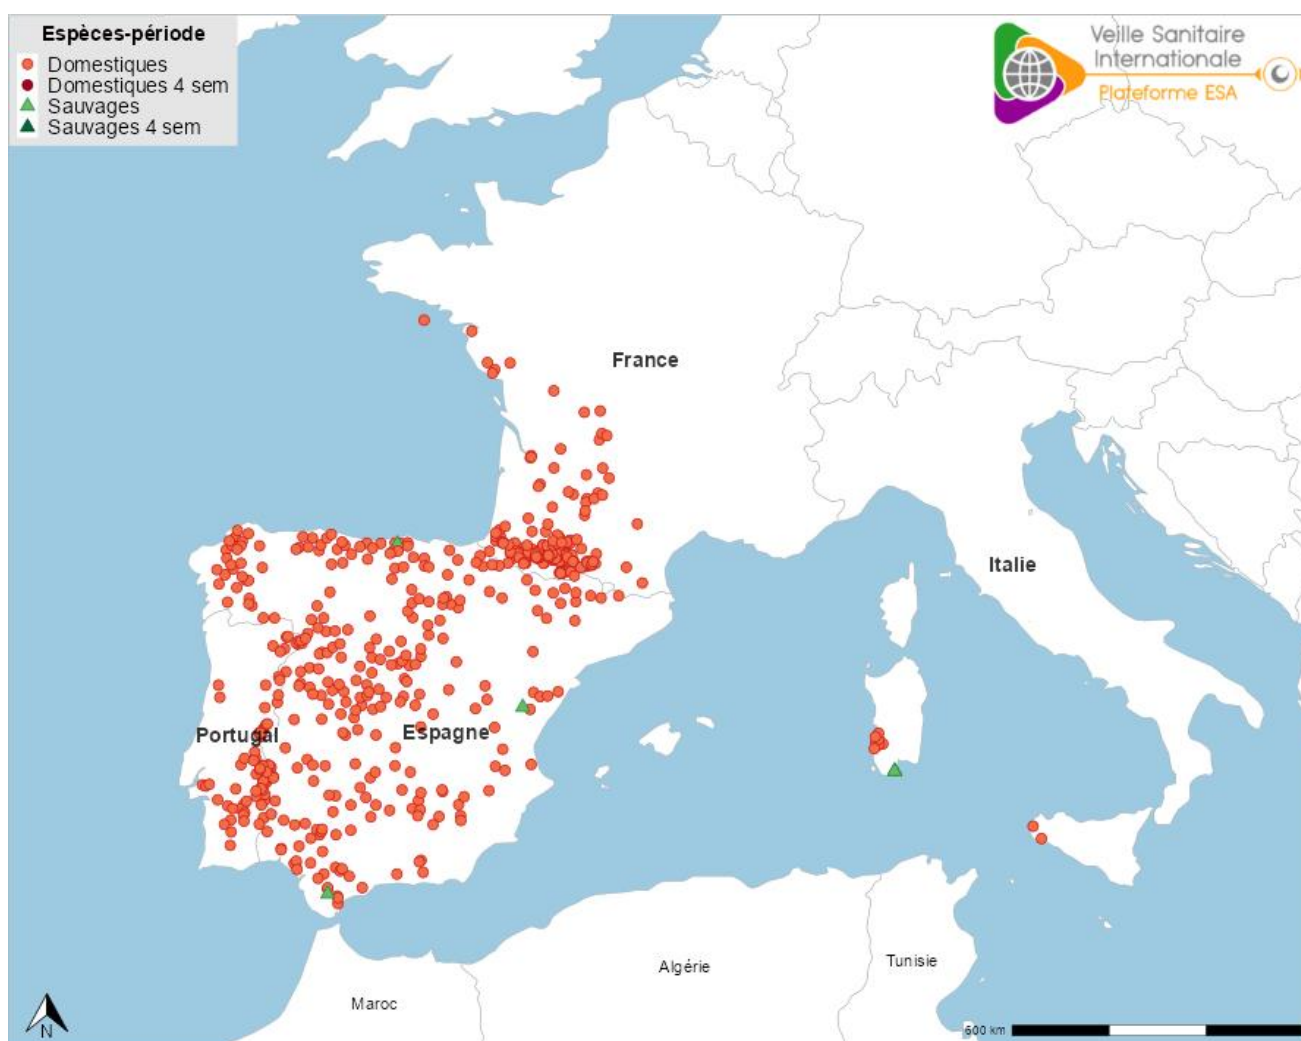 Espèces-période
Domestiques
Domestiques 4 sem
Sauvages
Sauvages 4 sem
Veille Sanitaire
Internationale
Plateforme ESA
France
Italie
Portugal
Espagne
Algérie
Tunisie
Maroc
N
600 km